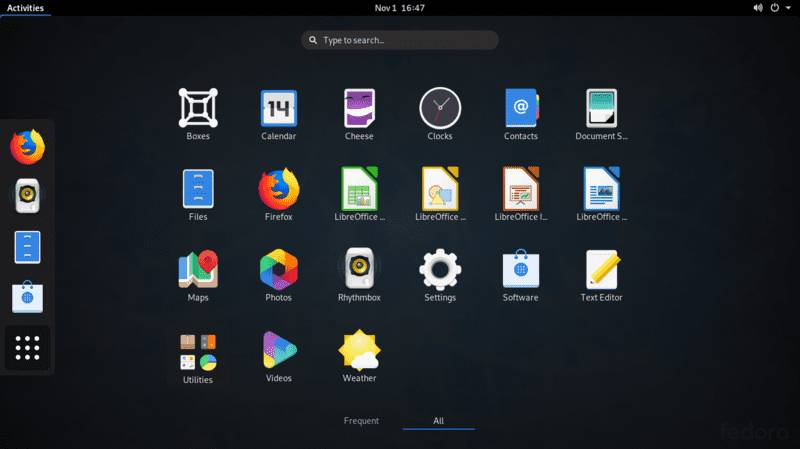 Activities
Nov 1 16:47
Type to search...
14
Boxes
Calendar
Cheese
Clocks
Contacts
Document S...
Files
Firefox
LibreOffice ...
LibreOffice ...
LibreOffice I...
LibreOffice ...
Maps
Photos
Rhythmbox
Settings
Software
Text Editor
Utilities
Videos
Weather
Frequent
All
fedora